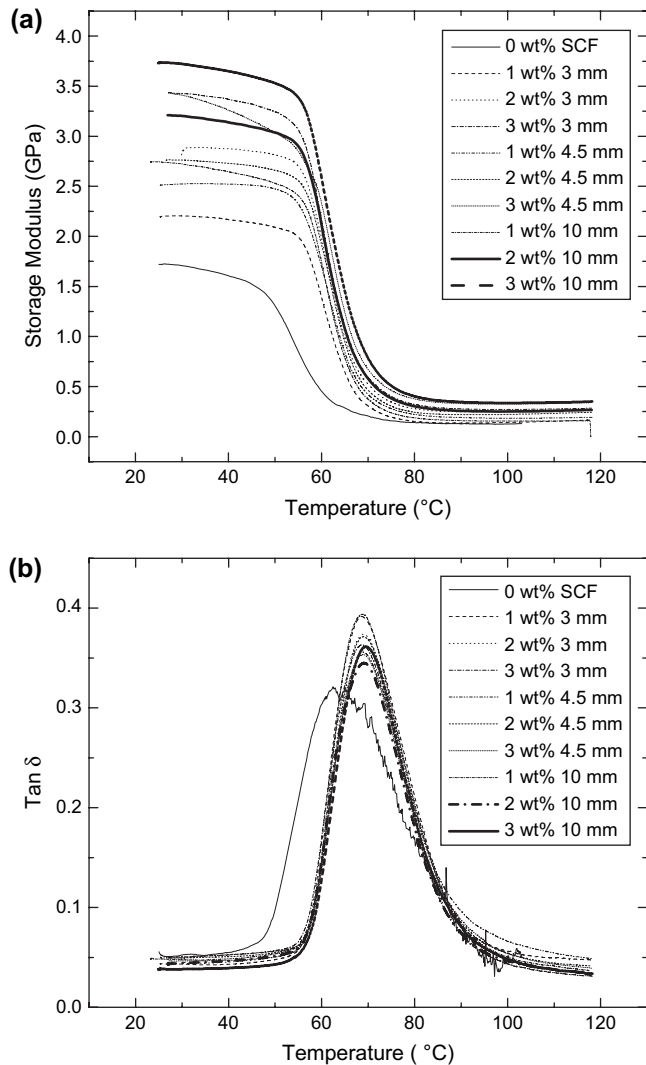 (a)
4.0
3.5
3.0
2.5
2.0
1.5
1.0
0.5
0.0
Storage Modulus (GPa)
0 wt% SCF
1 wt% 3 mm
2 wt% 3 mm
3 wt% 3 mm
1 wt% 4.5 mm
2 wt% 4.5 mm
3 wt% 4.5 mm
1 wt% 10 mm
2 wt% 10 mm
3 wt% 10 mm
20 40 60 80 100 120
Temperature (°C)
(b)
0.4
0.3
0.2
0.1
0.0
Tan δ
0 wt% SCF
1 wt% 3 mm
2 wt% 3 mm
3 wt% 3 mm
1 wt% 4.5 mm
2 wt% 4.5 mm
3 wt% 4.5 mm
1 wt% 10 mm
2 wt% 10 mm
3 wt% 10 mm
20 40 60 80 100 120
Temperature ( °C)